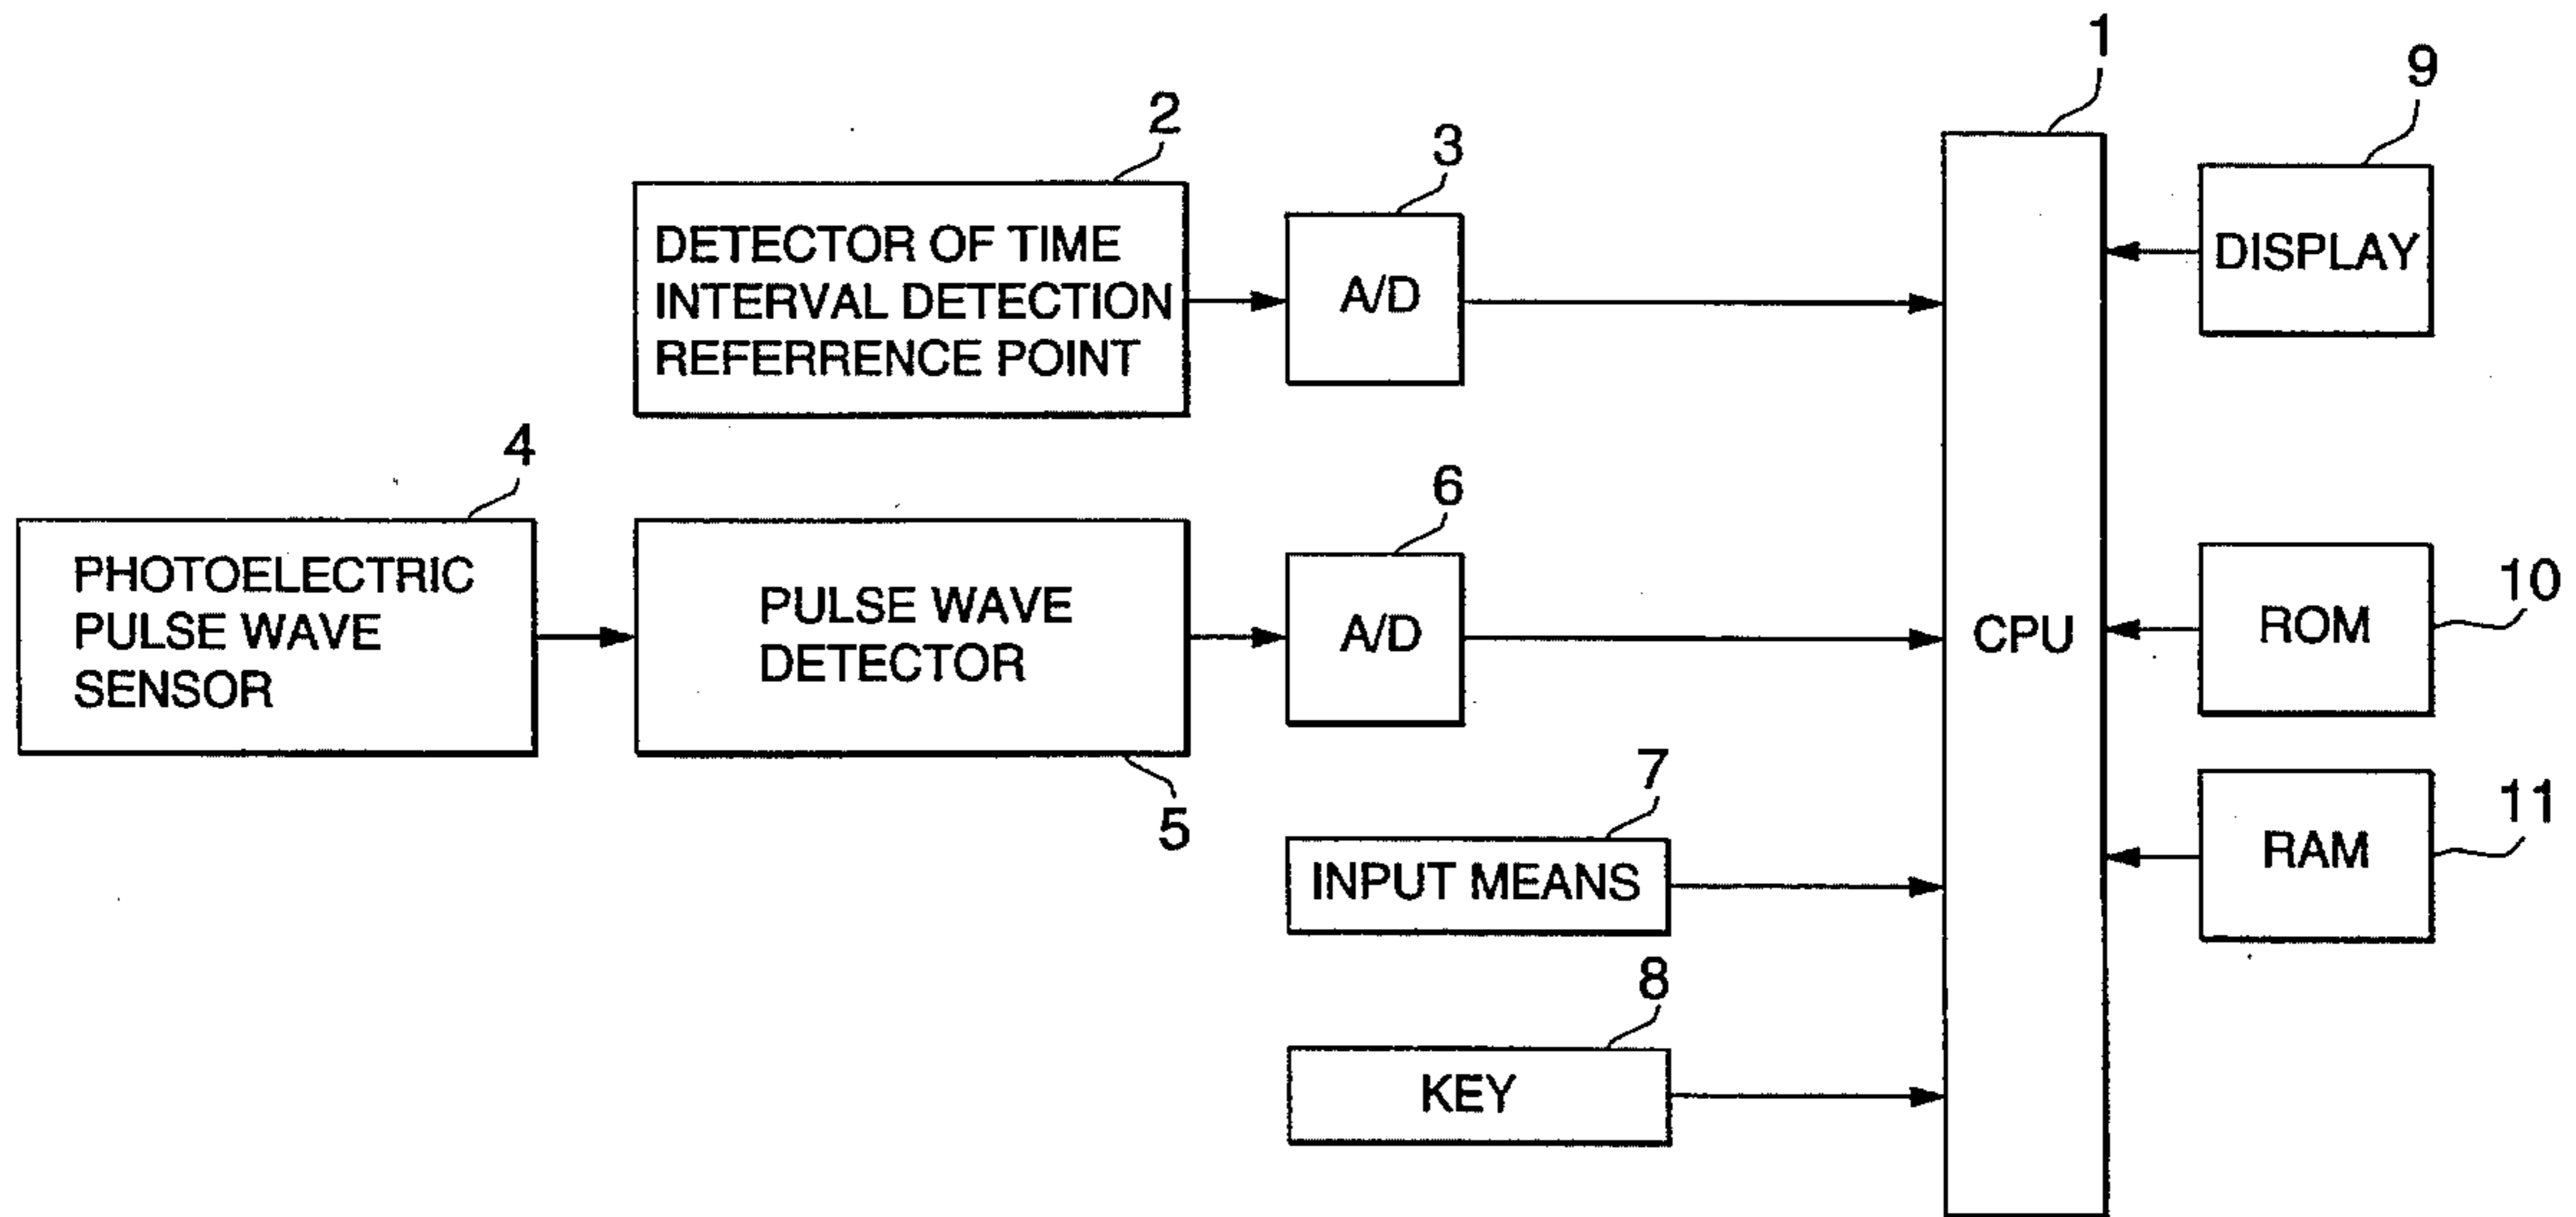 1
9
2
3
DETECTOR OF TIME
INTERVAL DETECTION
REFERRENCE POINT
A/D
DISPLAY
4
6
10
PHOTOELECTRIC
PULSE WAVE
SENSOR
PULSE WAVE
DETECTOR
A/D
CPU
ROM
5
7
11
INPUT MEANS
RAM
8
KEY